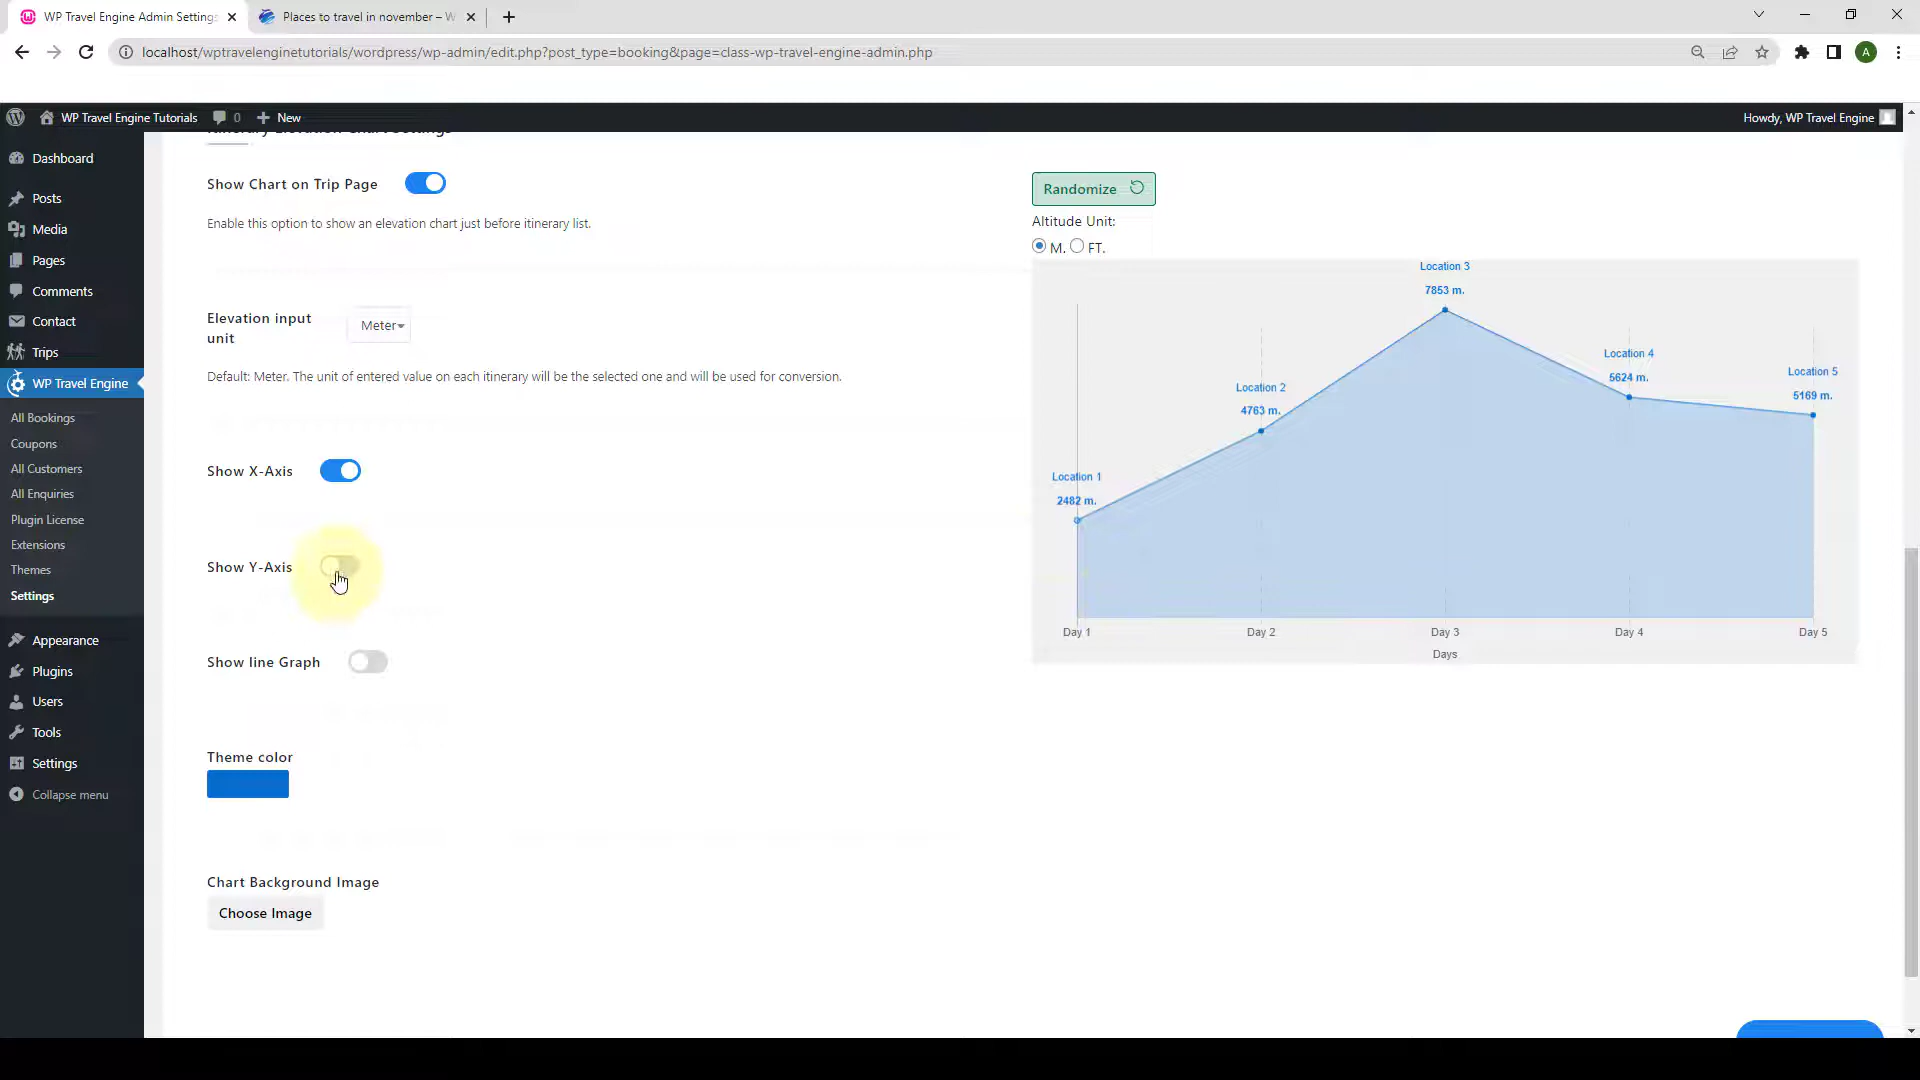 WP Travel Engine Admin Settings
Places to travel in november – W
localhost/wptravelenginetutorials/wordpress/wp-admin/edit.php?post_type=booking&page=class-wp-travel-engine-admin.php
A
WP Travel Engine Tutorials
0
New
Howdy, WP Travel Engine
Dashboard
Posts
Media
Pages
Comments
Contact
Trips
WP Travel Engine
All Bookings
Coupons
All Customers
All Enquiries
Plugin License
Extensions
Themes
Settings
Appearance
Plugins
Users
Tools
Settings
Collapse menu
Itinerary Elevation Chart Settings
Show Chart on Trip Page
Enable this option to show an elevation chart just before itinerary list.
Elevation input
unit
Meter
Default: Meter. The unit of entered value on each itinerary will be the selected one and will be used for conversion.
Show X-Axis
Show Y-Axis
Show line Graph
Theme color
Chart Background Image
Choose Image
Randomize
Altitude Unit:
M. FT.
Location 3
7853 m.
Location 4
5624 m.
Location 5
5169 m.
Location 2
4763 m.
Location 1
2482 m.
Day 1 Day 2 Day 3 Day 4 Day 5
Days